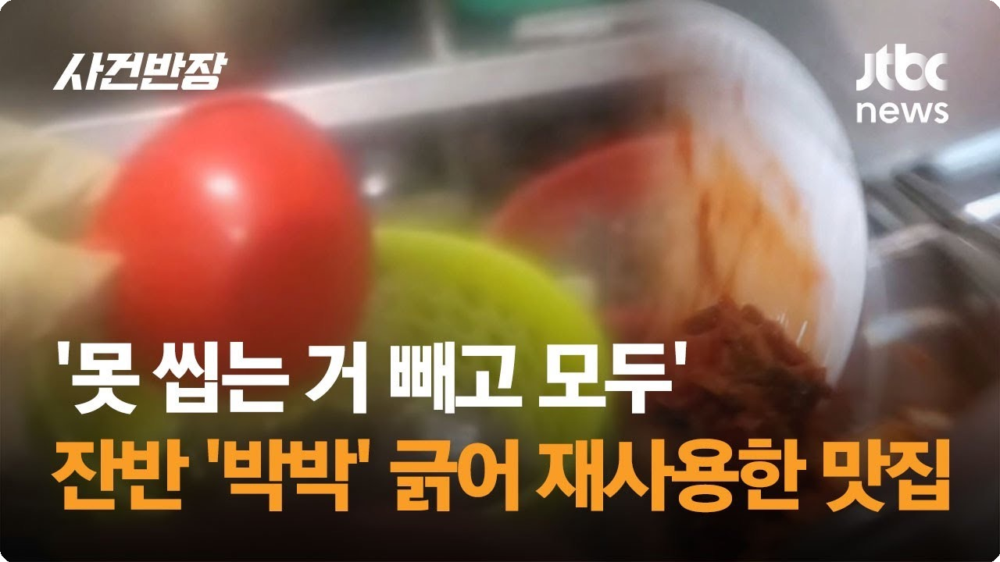 사건반장
jtbc
news
'못 씹는 거 빼고 모두'
잔반 '박박' 긁어 재사용한 맛집